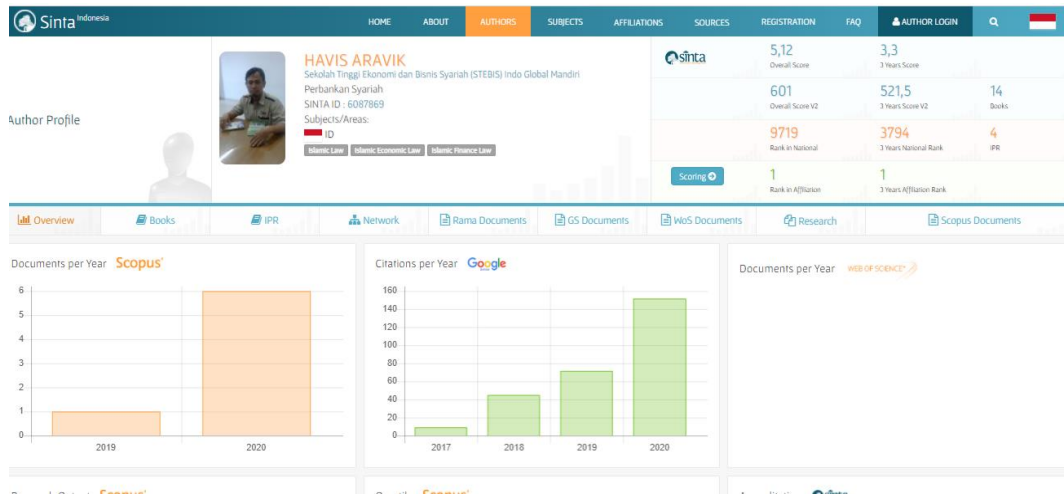 Sinta Indonesia
HOME ABOUT AUTHORS SUBJECTS AFFILIATIONS SOURCES REGISTRATION FAQ AUTHOR LOGIN
Author Profile
HAVIS ARAVIK
Sekolah Tinggi Ekonomi dan Bisnis Syariah (STEBIS) Indo Global Mandiri
Perbankan Syariah
SINTA ID : 6087869
Subjects/Areas:
ID
Islamic Law Islamic Economic Law Islamic Finance Law
sinta
5,12 3,3
Overall Score 3 Years Score
601 521,5 14
Overall Score V2 3 Years Score V2 Books
9719 3794 4
Rank in National 3 Years National Rank IPR
Scoring
1 1
Rank in Affiliation 3 Years Affiliation Rank
Overview Books IPR Network Rama Documents GS Documents WoS Documents Research Scopus Documents
Documents per Year Scopus
6
5
4
3
2
1
0
2019 2020
Citations per Year Google
160
140
120
100
80
60
40
20
0
2017 2018 2019 2020
Documents per Year WEB OF SCIENCE